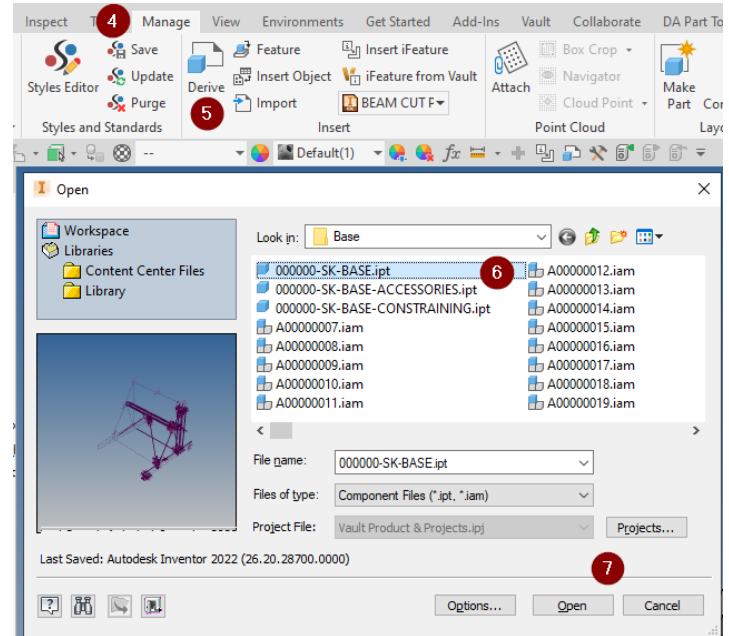 Inspect T 4 Manage View Environments Get Started Add-Ins Vault Collaborate DA Part To
Styles Editor
Save
Update
Purge
Styles and Standards
Derive
5
Feature
Insert Object
Import
Insert iFeature
iFeature from Vault
BEAM CUT F
Insert
Attach
Box Crop
Navigator
Cloud Point
Point Cloud
Make
Part
Con
Layo
--
Default(1)
fx
Open
Workspace
Libraries
Content Center Files
Library
Look in:
Base
000000-SK-BASE.ipt
6
000000-SK-BASE-ACCESSORIES.ipt
000000-SK-BASE-CONSTRAINING.ipt
A00000007.iam
A00000008.iam
A00000009.iam
A00000010.iam
A00000011.iam
A00000012.iam
A00000013.iam
A00000014.iam
A00000015.iam
A00000016.iam
A00000017.iam
A00000018.iam
A00000019.iam
File name:
000000-SK-BASE.ipt
Files of type:
Component Files (*.ipt, *.iam)
Project File:
Vault Product & Projects.ipj
Projects...
Last Saved: Autodesk Inventor 2022 (26.20.28700.0000)
7
Options...
Open
Cancel